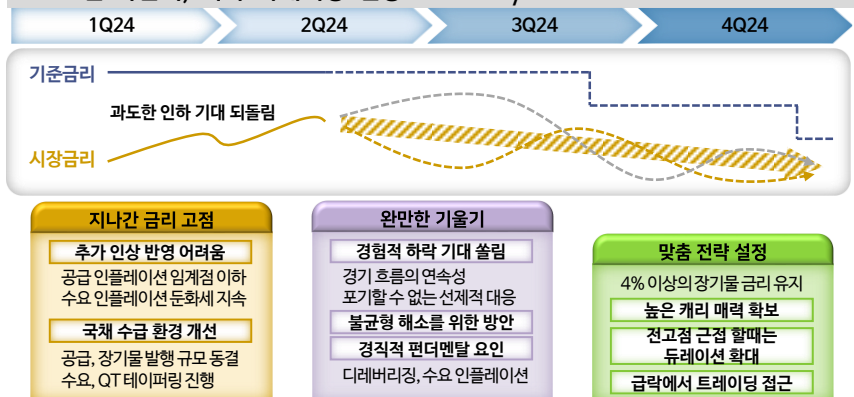 1Q24
2Q24
3Q24
4Q24
기준금리
과도한 인하 기대 되돌림
시장금리
지나간 금리 고점
추가 인상 반영 어려움
공급 인플레이션 임계점 이하
수요 인플레이션 둔화세 지속
국채 수급 환경 개선
공급, 장기물 발행 규모 동결
수요, QT 테이퍼링 진행
완만한 기울기
경험적 하락 기대 쏠림
경기 흐름의 연속성
포기할 수 없는 선제적 대응
불균형 해소를 위한 방안
경직적 펀더멘탈 요인
디레버리징, 수요 인플레이션
맞춤 전략 설정
4% 이상의 장기물 금리 유지
높은 캐리 매력 확보
전고점 근접 할때는
듀레이션 확대
급락에서 트레이딩 접근